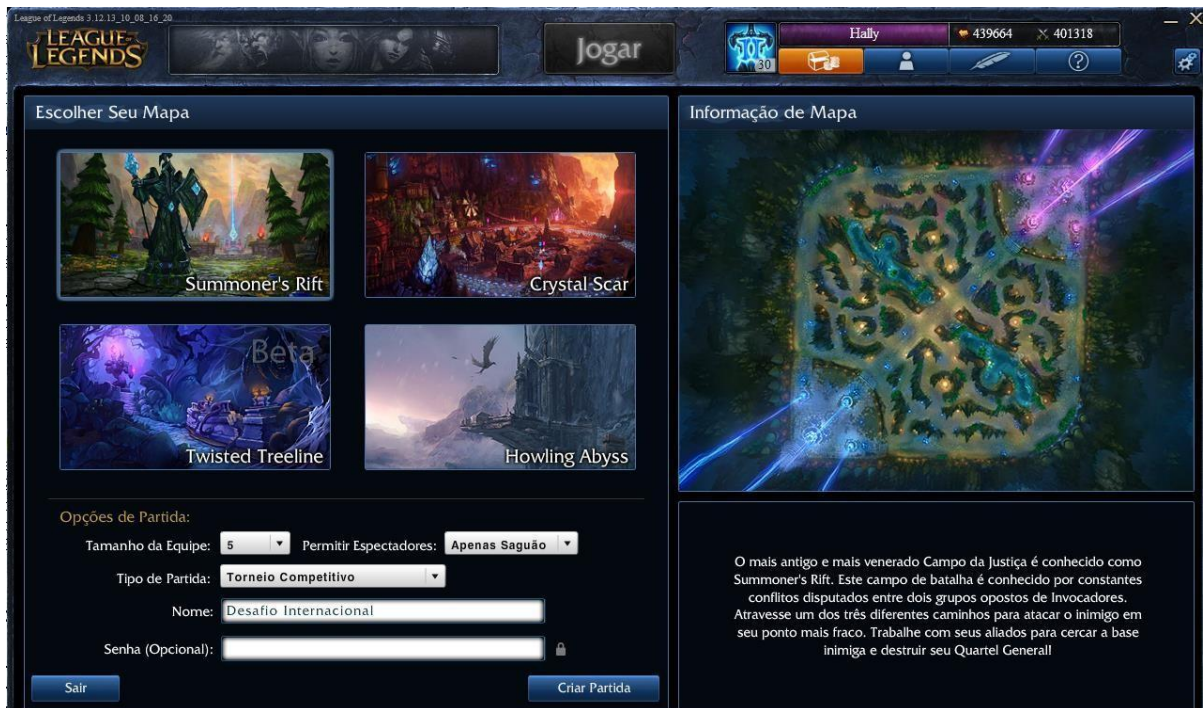 League of Legends 3.12.13_10_08_16_20
LEAGUE OF LEGENDS
Jogar
30
Hally
439664
401318
Escolher Seu Mapa
Summoner's Rift
Crystal Scar
Beta
Twisted Treeline
Howling Abyss
Opções de Partida:
Tamanho da Equipe: 5 Permitir Espectadores: Apenas Saguão
Tipo de Partida: Torneio Competitivo
Nome: Desafio Internacional
Senha (Opcional):
Sair
Criar Partida
Informação de Mapa
O mais antigo e mais venerado Campo da Justiça é conhecido como
Summoner's Rift. Este campo de batalha é conhecido por constantes
conflitos disputados entre dois grupos opostos de Invocadores.
Atravesse um dos três diferentes caminhos para atacar o inimigo em
seu ponto mais fraco. Trabalhe com seus aliados para cercar a base
inimiga e destruir seu Quartel General!